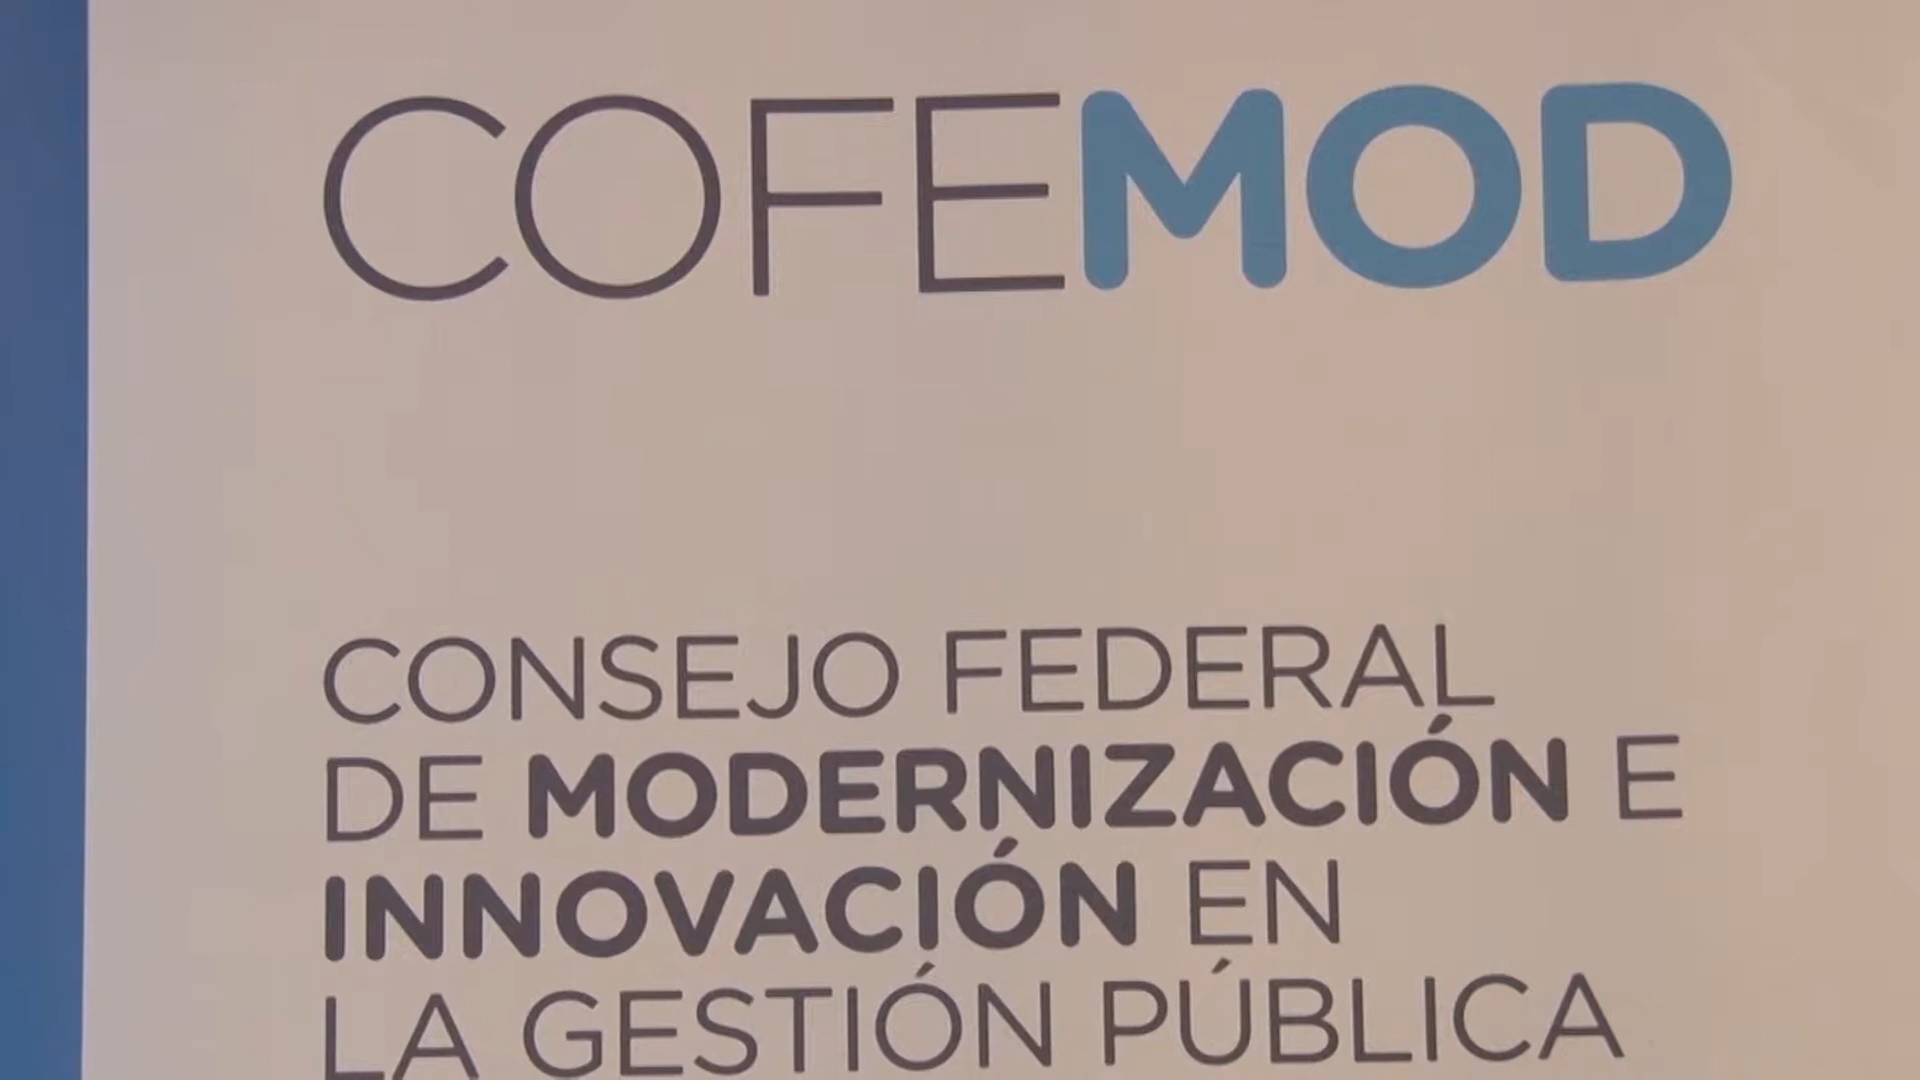 COFEMOD
CONSEJO FEDERAL
DE MODERNIZACIÓN E
INNOVACIÓN EN
LA GESTIÓN PÚBLICA